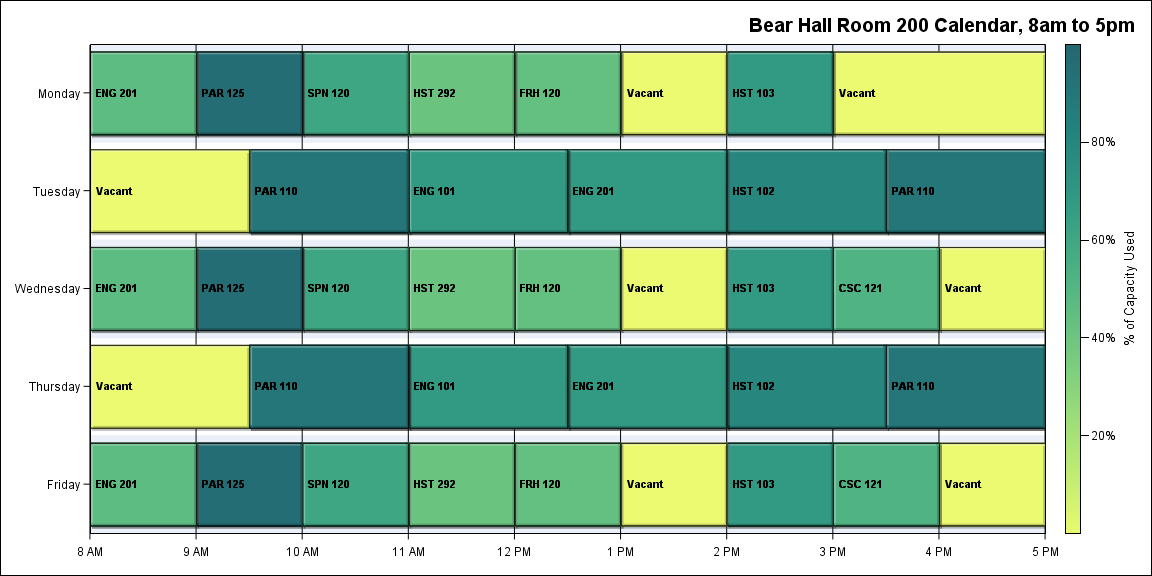 Bear Hall Room 200 Calendar, 8am to 5pm
Monday
ENG 201
PAR 125
SPN 120
HST 292
FRH 120
Vacant
HST 103
Vacant
Tuesday
Vacant
PAR 110
ENG 101
ENG 201
HST 102
PAR 110
Wednesday
ENG 201
PAR 125
SPN 120
HST 292
FRH 120
Vacant
HST 103
CSC 121
Vacant
Thursday
Vacant
PAR 110
ENG 101
ENG 201
HST 102
PAR 110
Friday
ENG 201
PAR 125
SPN 120
HST 292
FRH 120
Vacant
HST 103
CSC 121
Vacant
8 AM
9 AM
10 AM
11 AM
12 PM
1 PM
2 PM
3 PM
4 PM
5 PM
80%
60%
40%
20%
% of Capacity Used